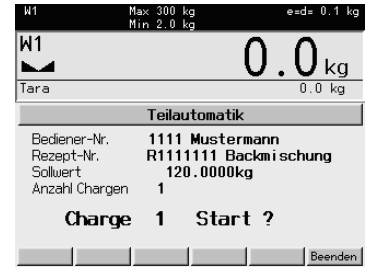 W1 Max 300 kg e=d= 0.1 kg
Min 2.0 kg
W1
0.0 kg
Tara 0.0 kg
Teilautomatik
Bediener-Nr. 1111 Mustermann
Rezept-Nr. R1111111 Backmischung
Sollwert 120.0000kg
Anzahl Chargen 1
Charge 1 Start ?
Beenden